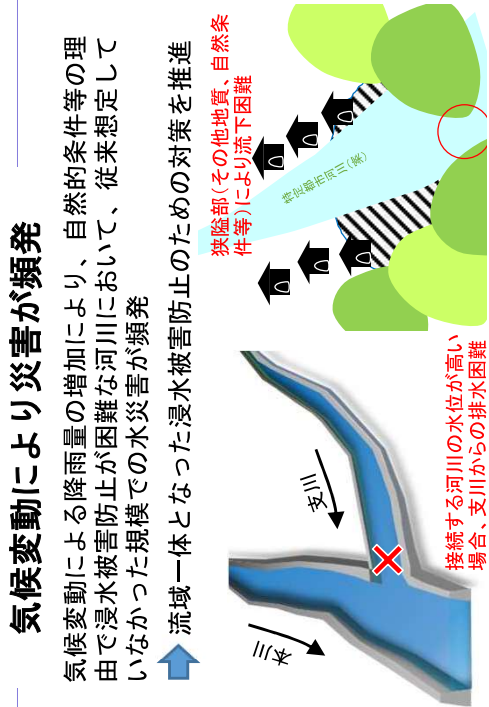 気候変動により災害が頻発
気候変動による降雨量の増加により、自然的条件等の理
由で浸水被害防止が困難な河川において、従来想定して
いなかった規模での水災害が頻発
流域一体となった浸水被害防止のための対策を推進
本川
支川
接続する河川の水位が高い
場合、支川からの排水困難
狭隘部(その他地質、自然条
件等)により流下困難
特定都市河川(案)